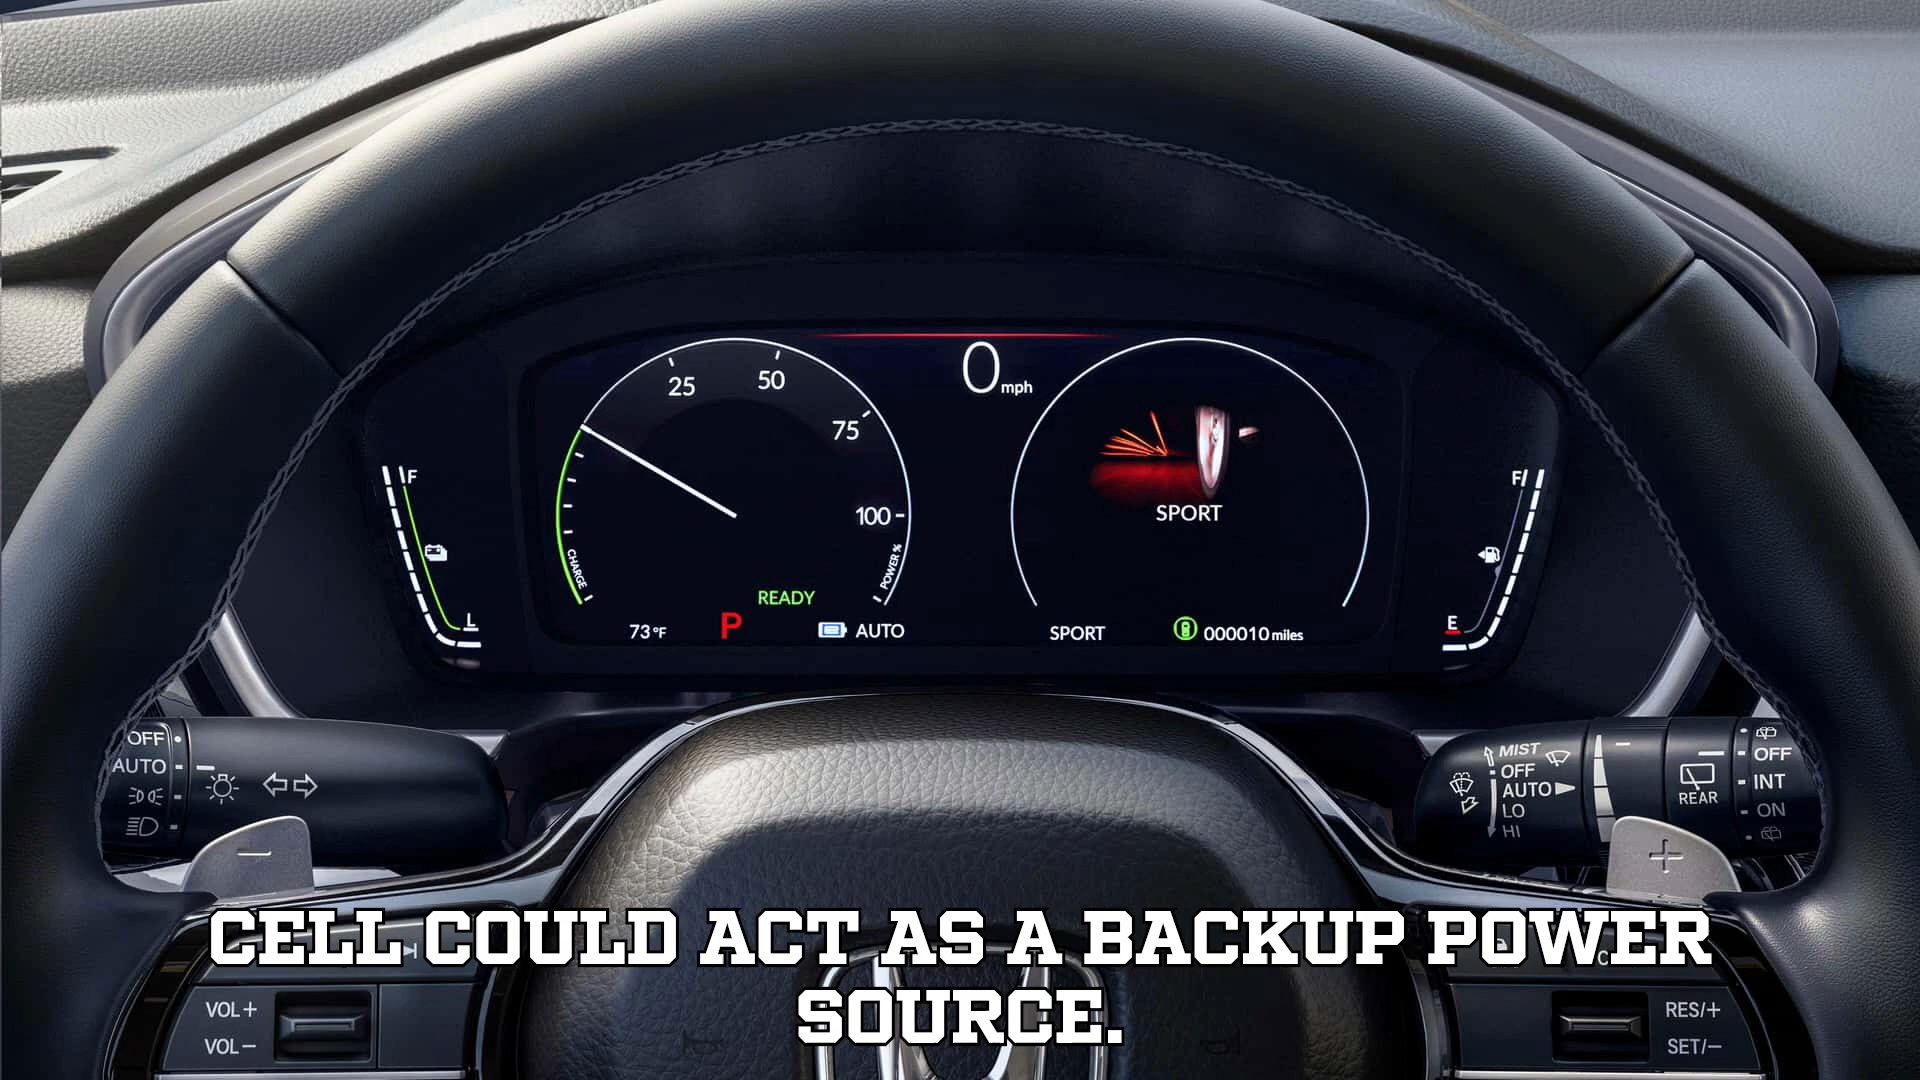 0 mph
25
50
75
100
CHARGE
POWER %
READY
73°F
P
AUTO
SPORT
SPORT
000010 miles
F
L
F
E
OFF
AUTO
MIST
OFF
AUTO
LO
HI
REAR
OFF
INT
ON
CELL COULD ACT AS A BACKUP POWER
SOURCE.
VOL+
VOL−
RES/+
SET/−